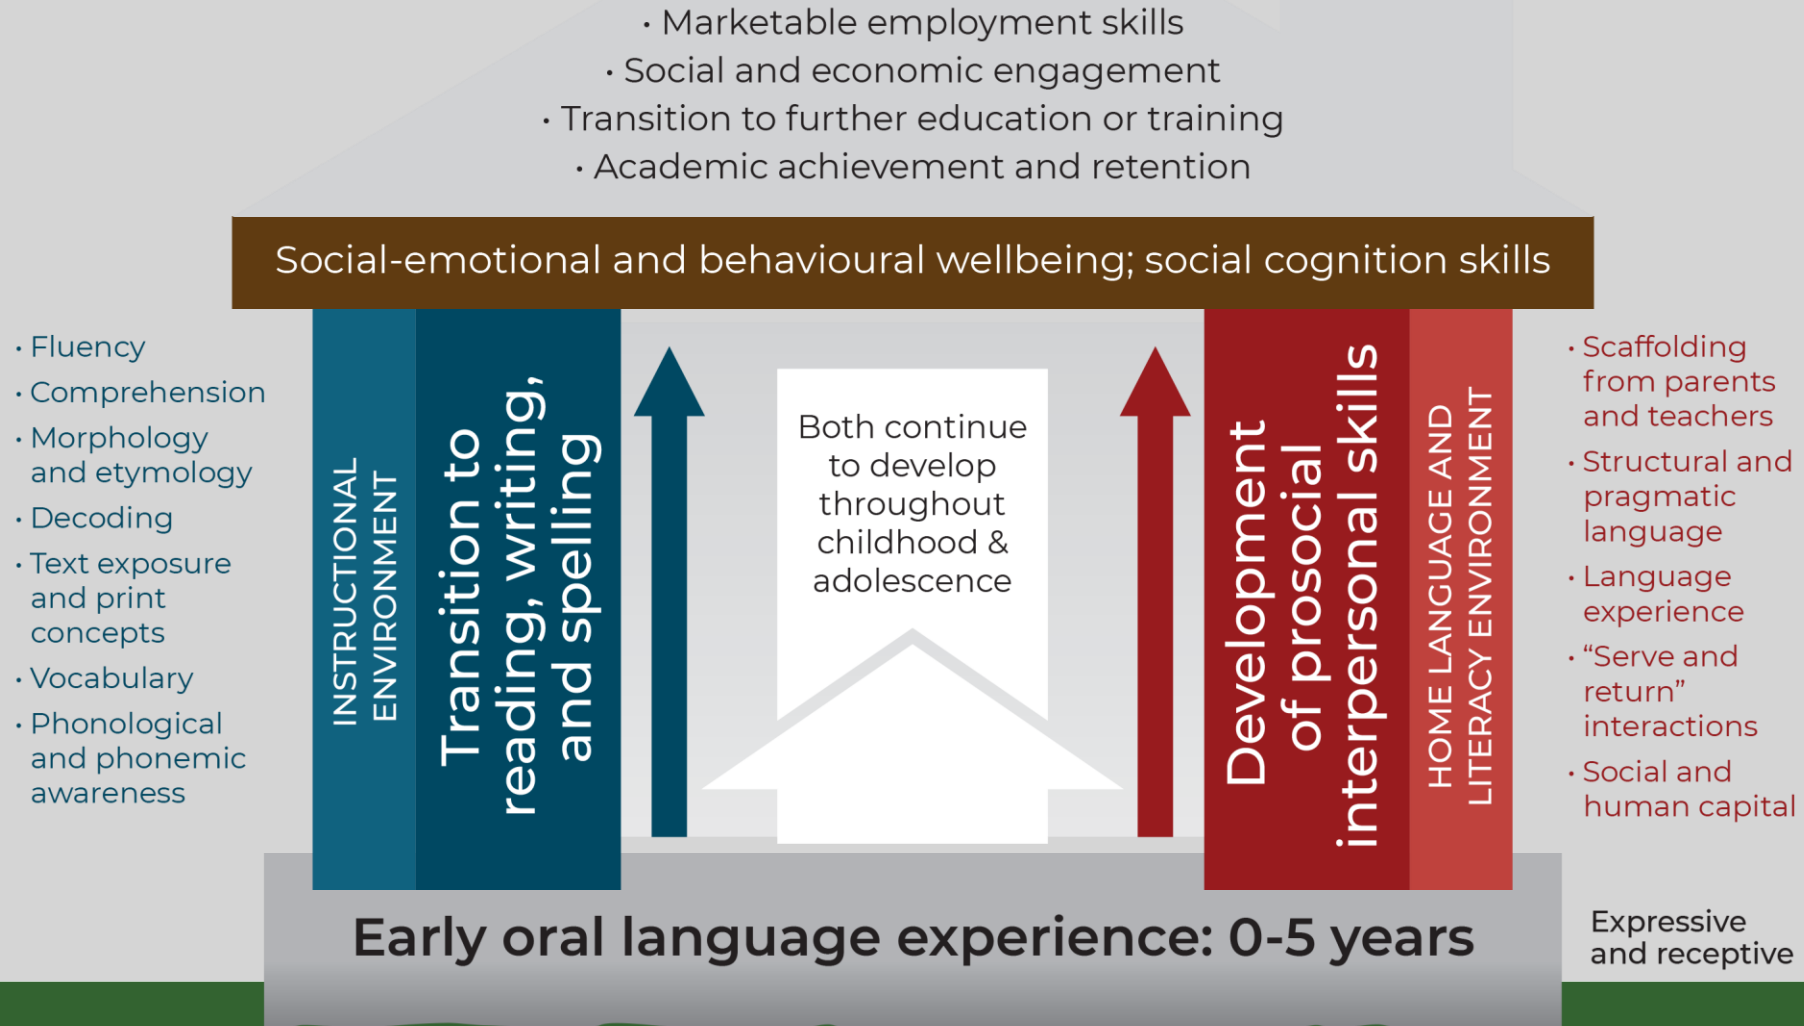 • Marketable employment skills
• Social and economic engagement
• Transition to further education or training
• Academic achievement and retention
Social-emotional and behavioural wellbeing; social cognition skills
• Fluency
• Comprehension
• Morphology
and etymology
• Decoding
• Text exposure
and print
concepts
• Vocabulary
• Phonological
and phonemic
awareness
INSTRUCTIONAL
ENVIRONMENT
Transition to
reading, writing,
and spelling
Both continue
to develop
throughout
childhood &
adolescence
Development
of prosocial
interpersonal skills
HOME LANGUAGE AND
LITERACY ENVIRONMENT
• Scaffolding
from parents
and teachers
• Structural and
pragmatic
language
• Language
experience
• “Serve and
return”
interactions
• Social and
human capital
Early oral language experience: 0-5 years
Expressive
and receptive